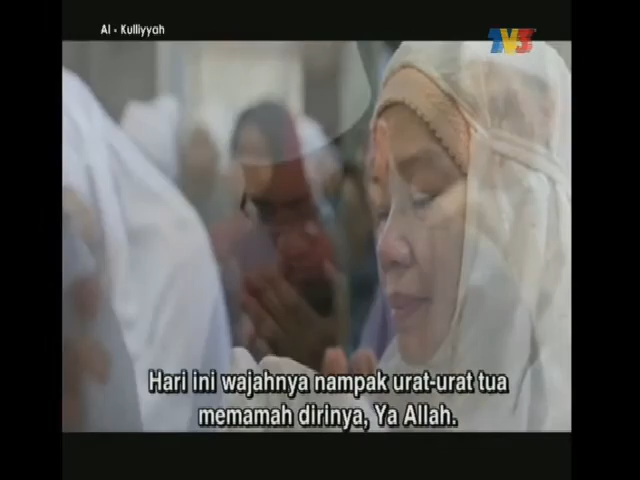 Al - Kulliyyah
TV3
Hari ini wajahnya nampak urat-urat tua
memamah dirinya, Ya Allah.